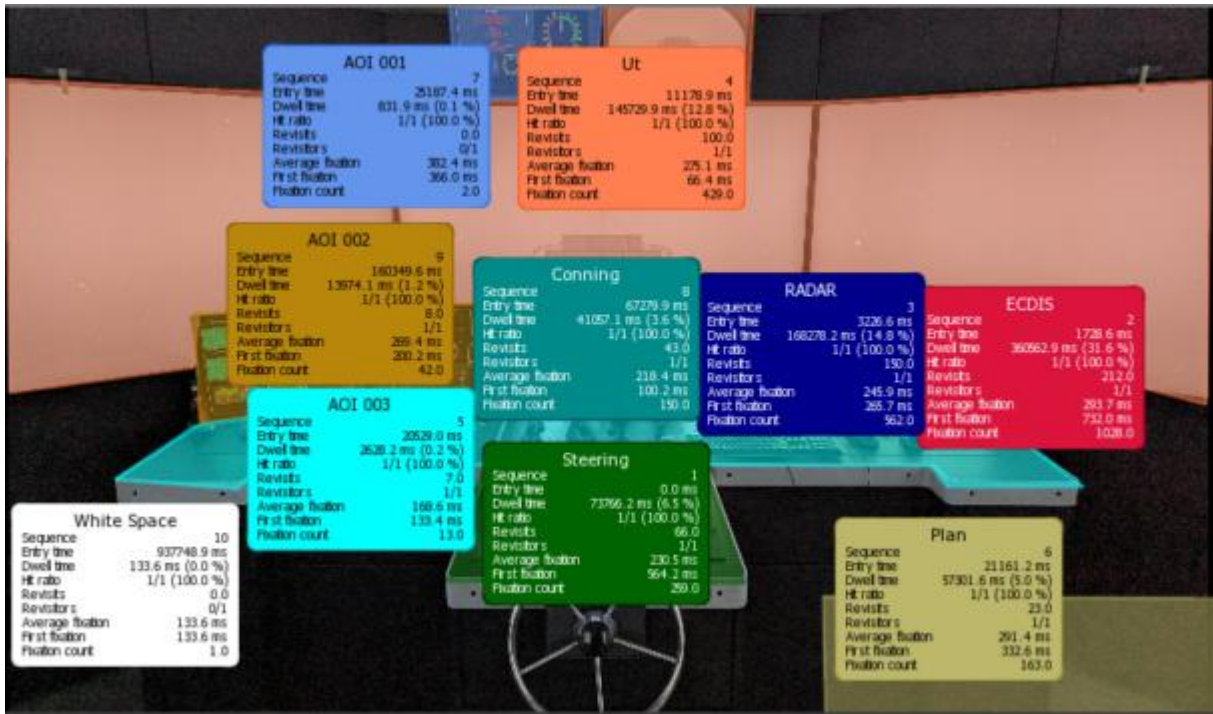 AOI 001
Sequence 7
Entry time 25187.4 ms
Dwell time 831.9 ms (0.1 %)
Hit ratio 1/1 (100.0 %)
Revisits 0.0
Revisitors 0/1
Average fixation 382.4 ms
First fixation 366.0 ms
Fixation count 2.0
Ut
Sequence 4
Entry time 11178.9 ms
Dwell time 145729.9 ms (12.8 %)
Hit ratio 1/1 (100.0 %)
Revisits 100.0
Revisitors 1/1
Average fixation 275.1 ms
First fixation 66.4 ms
Fixation count 429.0
AOI 002
Sequence 9
Entry time 160349.6 ms
Dwell time 13974.1 ms (1.2 %)
Hit ratio 1/1 (100.0 %)
Revisits 8.0
Revisitors 1/1
Average fixation 269.4 ms
First fixation 200.2 ms
Fixation count 42.0
Conning
Sequence 8
Entry time 67279.9 ms
Dwell time 41057.1 ms (3.6 %)
Hit ratio 1/1 (100.0 %)
Revisits 43.0
Revisitors 1/1
Average fixation 218.4 ms
First fixation 100.2 ms
Fixation count 150.0
RADAR
Sequence 3
Entry time 3226.6 ms
Dwell time 168278.2 ms (14.8 %)
Hit ratio 1/1 (100.0 %)
Revisits 150.0
Revisitors 1/1
Average fixation 245.9 ms
First fixation 265.7 ms
Fixation count 562.0
ECDIS
Sequence 2
Entry time 1728.6 ms
Dwell time 360562.9 ms (31.6 %)
Hit ratio 1/1 (100.0 %)
Revisits 212.0
Revisitors 1/1
Average fixation 293.7 ms
First fixation 732.0 ms
Fixation count 1028.0
AOI 003
Sequence 5
Entry time 20529.0 ms
Dwell time 2628.2 ms (0.2 %)
Hit ratio 1/1 (100.0 %)
Revisits 7.0
Revisitors 1/1
Average fixation 168.6 ms
First fixation 133.4 ms
Fixation count 13.0
Steering
Sequence 1
Entry time 0.0 ms
Dwell time 73766.2 ms (6.5 %)
Hit ratio 1/1 (100.0 %)
Revisits 66.0
Revisitors 1/1
Average fixation 230.5 ms
First fixation 564.2 ms
Fixation count 259.0
White Space
Sequence 10
Entry time 937748.9 ms
Dwell time 133.6 ms (0.0 %)
Hit ratio 1/1 (100.0 %)
Revisits 0.0
Revisitors 0/1
Average fixation 133.6 ms
First fixation 133.6 ms
Fixation count 1.0
Plan
Sequence 6
Entry time 21161.2 ms
Dwell time 57301.6 ms (5.0 %)
Hit ratio 1/1 (100.0 %)
Revisits 23.0
Revisitors 1/1
Average fixation 291.4 ms
First fixation 332.6 ms
Fixation count 163.0